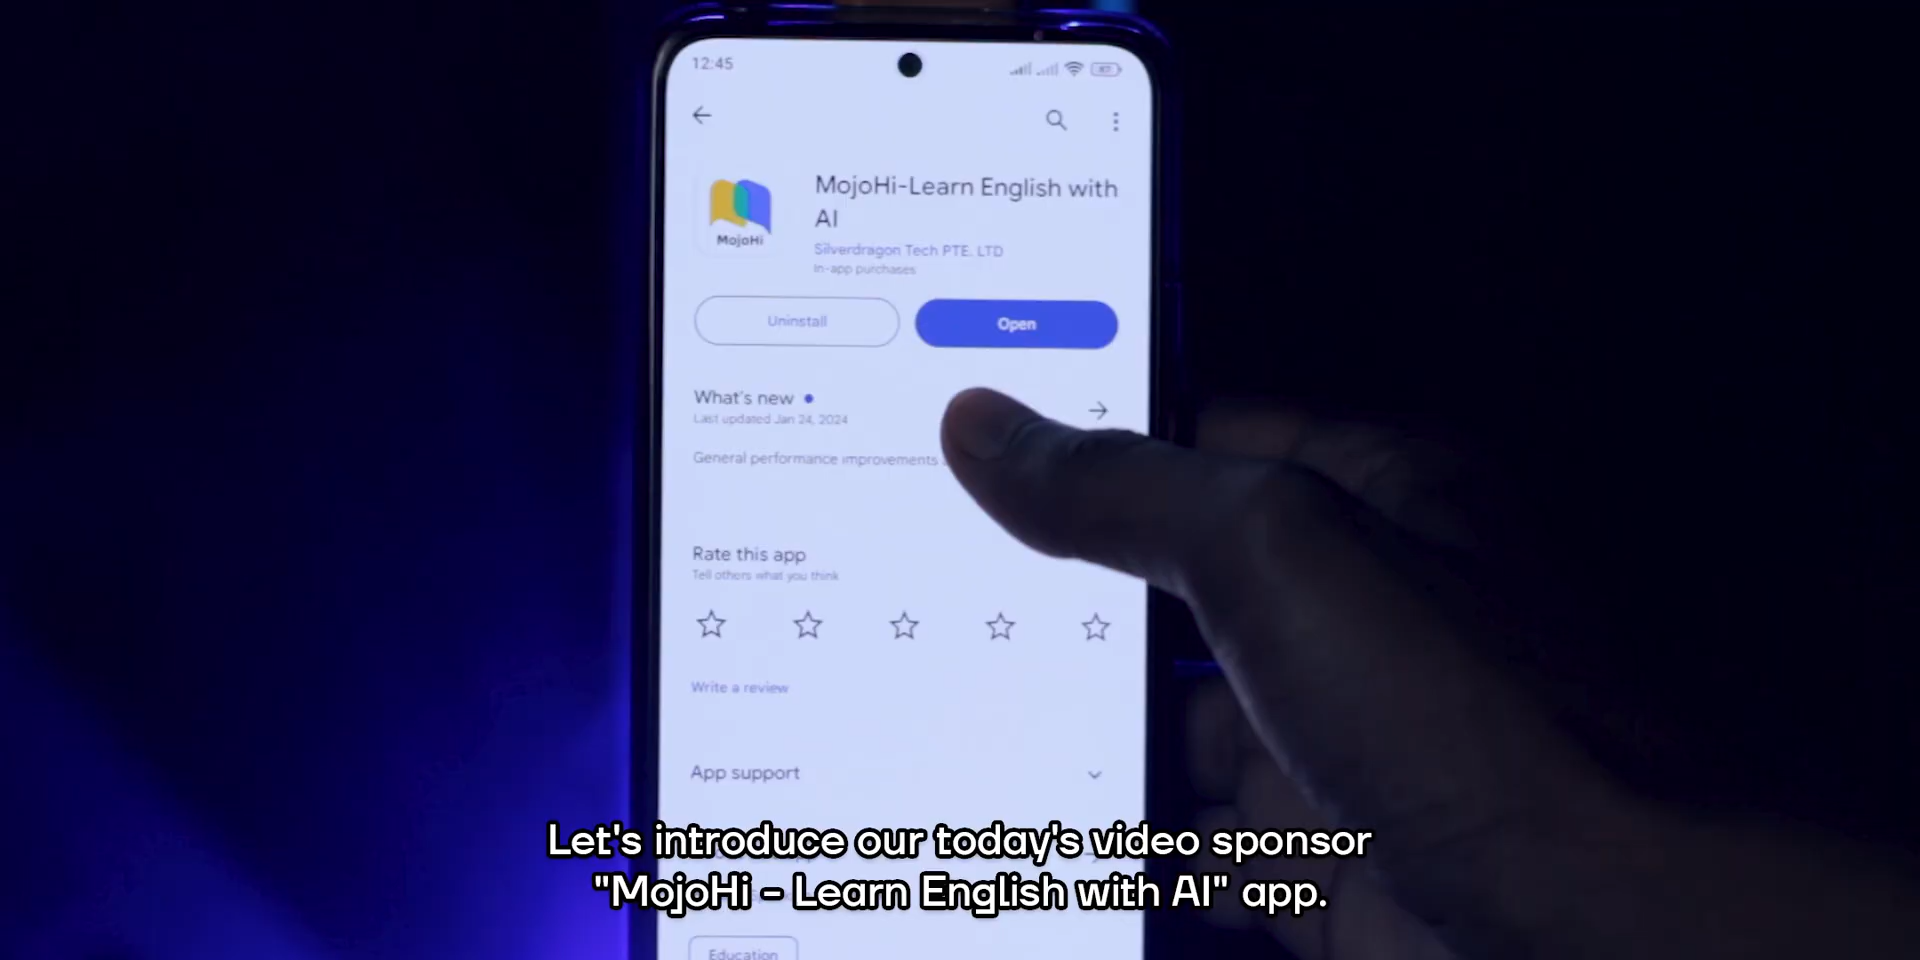 12:45
MojoHi-Learn English with
AI
MojoHi
Silverdragon Tech PTE. LTD
In-app purchases
Uninstall
Open
What's new
Last updated Jan 24, 2024
General performance improvements
Rate this app
Tell others what you think
Write a review
App support
Let's introduce our today's video sponsor
"MojoHi - Learn English with AI" app.
Education